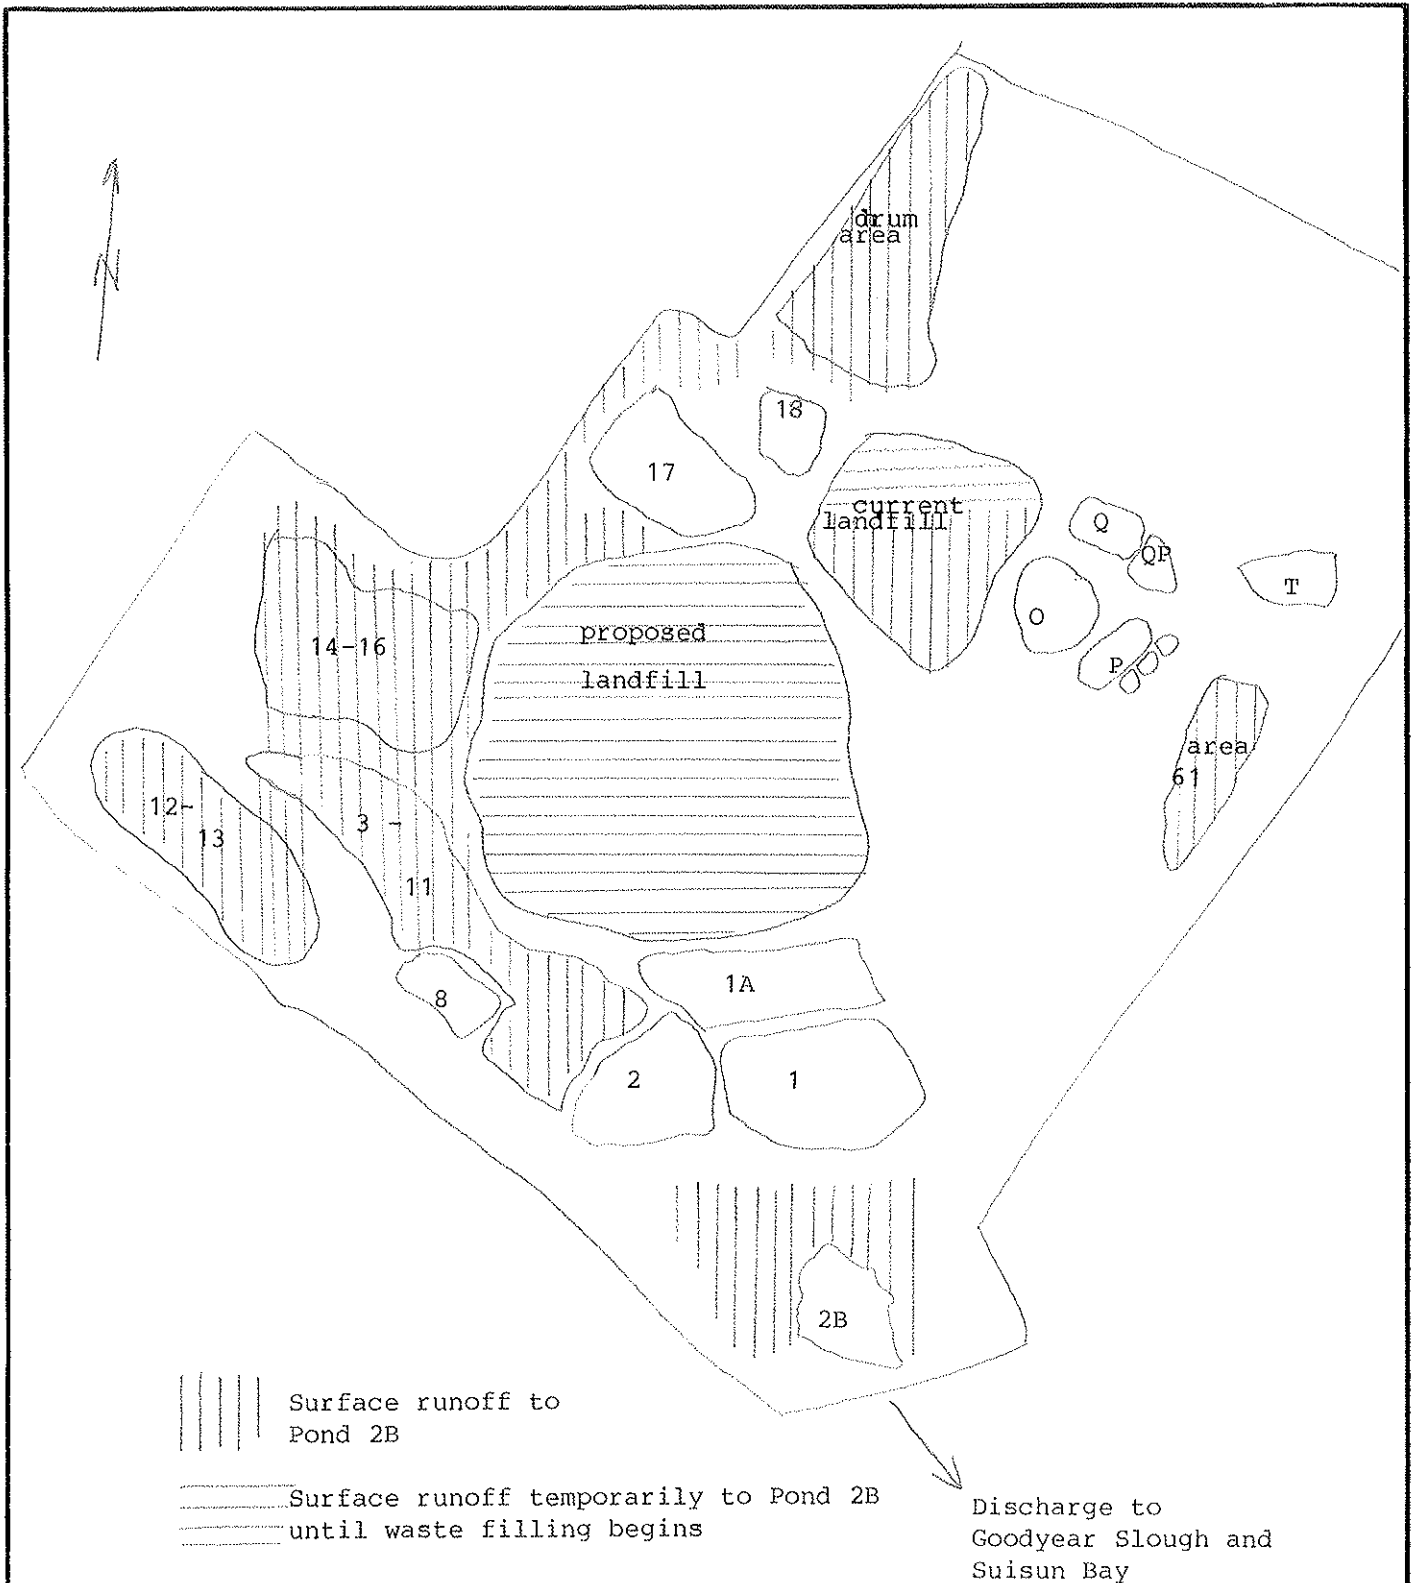 N
drum
area
18
17
current
landfill
Q
QP
T
O
P
proposed
landfill
14-16
area
61
12-
13
3 -
11
8
1A
2
1
2B
Surface runoff to
Pond 2B
Surface runoff temporarily to Pond 2B
until waste filling begins
Discharge to
Goodyear Slough and
Suisun Bay